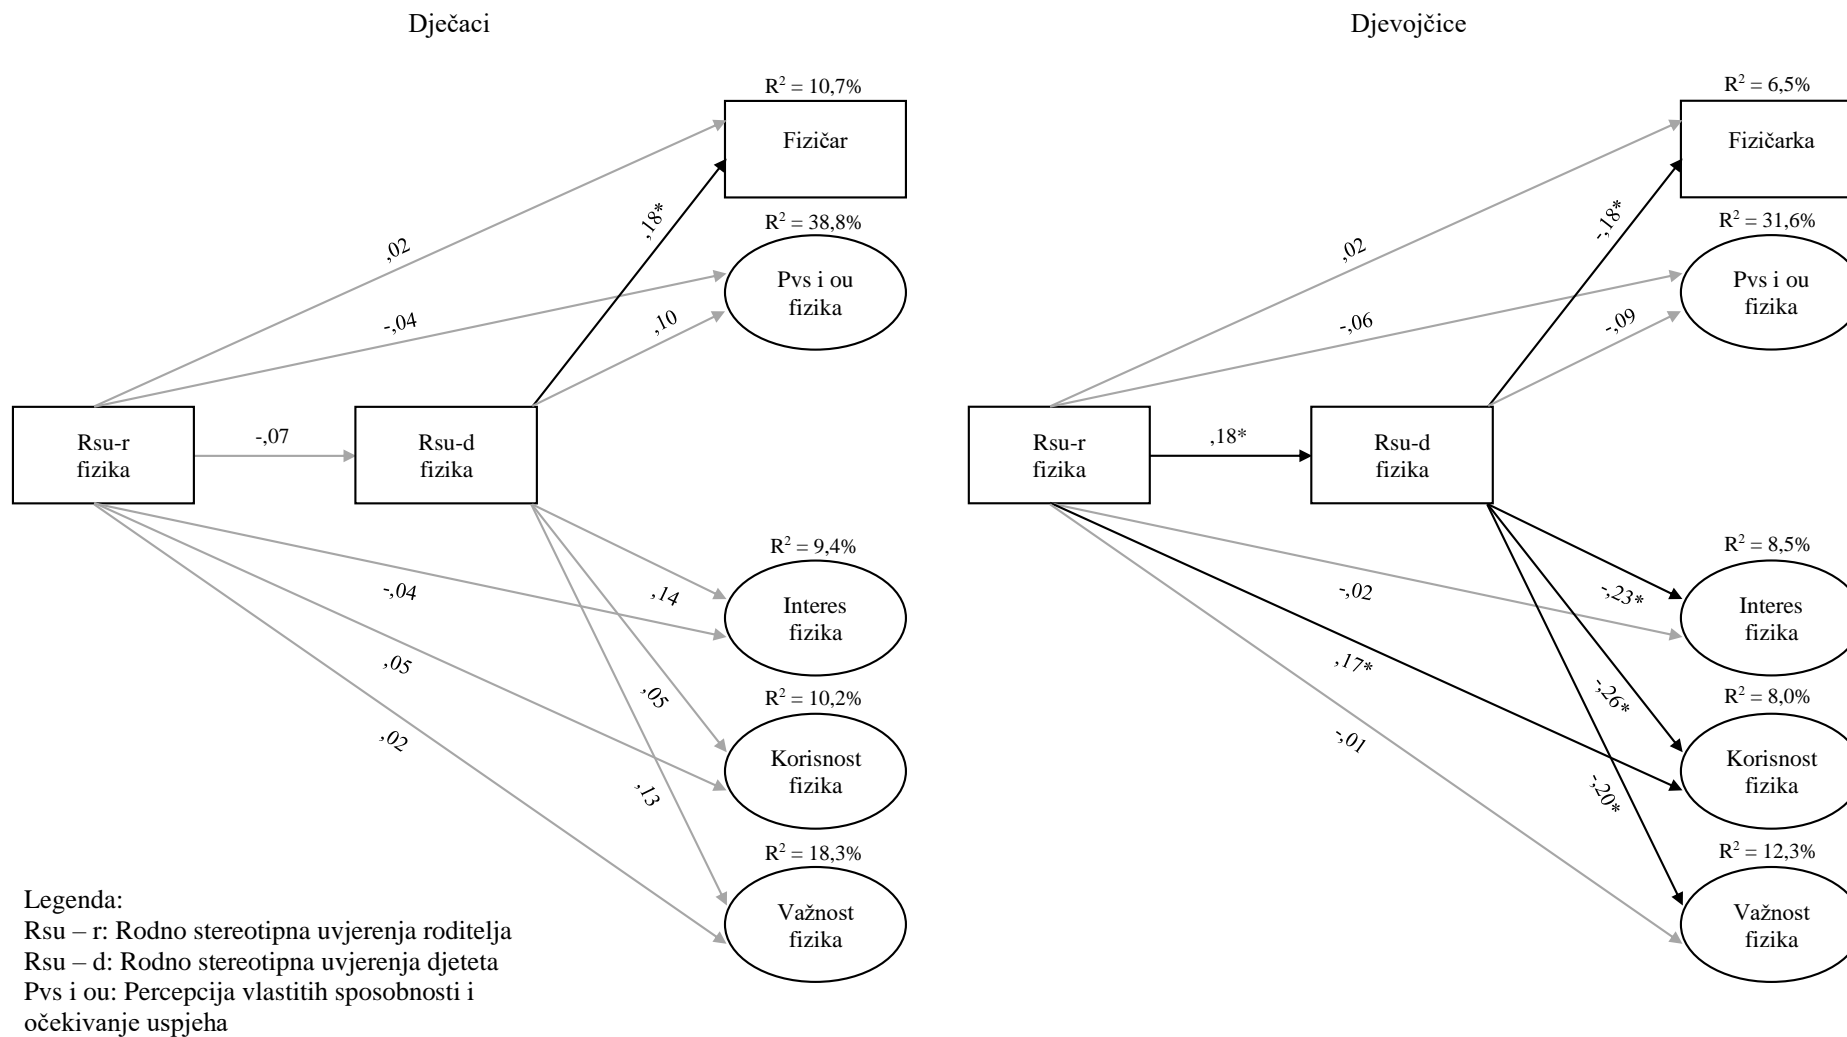 Dječaci
R² = 10,7%
Fizičar
,02
,18*
R² = 38,8%
Pvs i ou
fizika
-,04
,10
Rsu-r
fizika
-,07
Rsu-d
fizika
R² = 9,4%
Interes
fizika
-,04
,14
R² = 10,2%
Korisnost
fizika
,05
,05
R² = 18,3%
Važnost
fizika
,02
,13
Legenda:
Rsu – r: Rodno stereotipna uvjerenja roditelja
Rsu – d: Rodno stereotipna uvjerenja djeteta
Pvs i ou: Percepcija vlastitih sposobnosti i
očekivanje uspjeha
Djevojčice
R² = 6,5%
Fizičarka
,02
-,18*
R² = 31,6%
Pvs i ou
fizika
-,06
-,09
Rsu-r
fizika
,18*
Rsu-d
fizika
R² = 8,5%
Interes
fizika
-,02
-,23*
R² = 8,0%
Korisnost
fizika
,17*
-,26*
R² = 12,3%
Važnost
fizika
-,01
-,20*